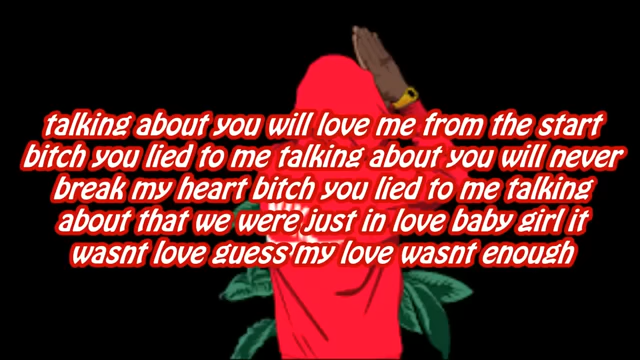 talking about you will love me from the start
bitch you lied to me talking about you will never
break my heart bitch you lied to me talking
about that we were just in love baby girl it
wasnt love guess my love wasnt enough